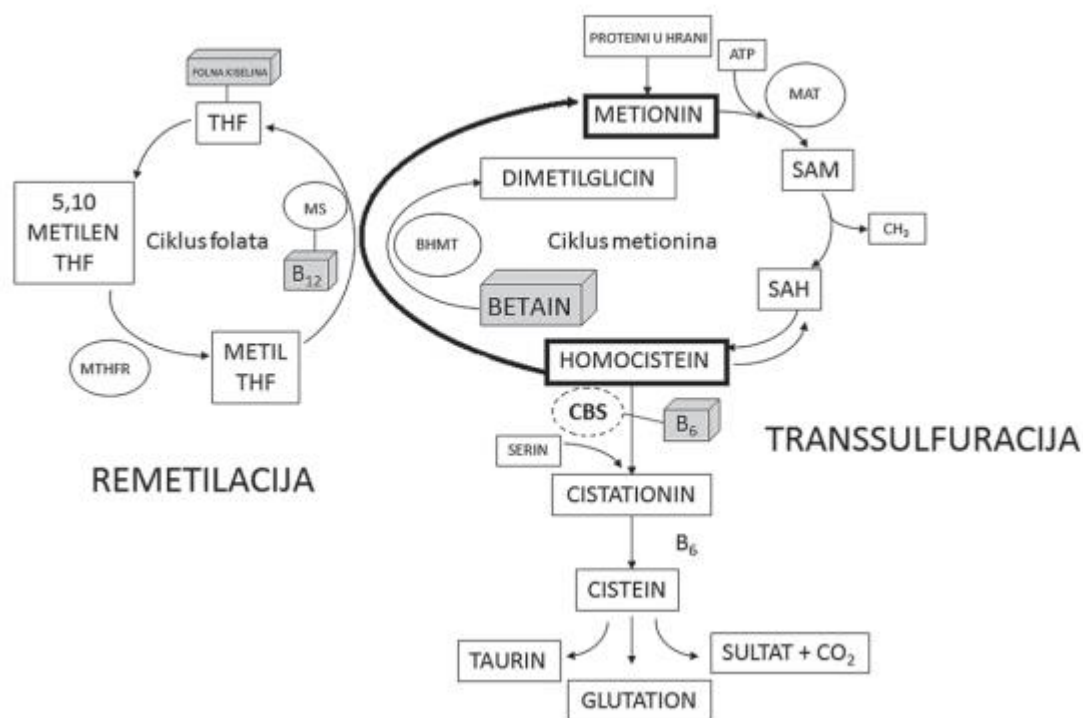 PROTEINI U HRANI
ATP
MAT
FOLNA KISELINA
METIONIN
THF
DIMETILGLICIN
SAM
5,10
METILEN
THF
Ciklus folata
MS
BHMT
Ciklus metionina
CH₃
B₁₂
BETAIN
SAH
MTHFR
METIL
THF
HOMOCISTEIN
CBS
B₆
TRANSSULFURACIJA
SERIN
REMETILACIJA
CISTATIONIN
B₆
CISTEIN
TAURIN
SULTAT + CO₂
GLUTATION